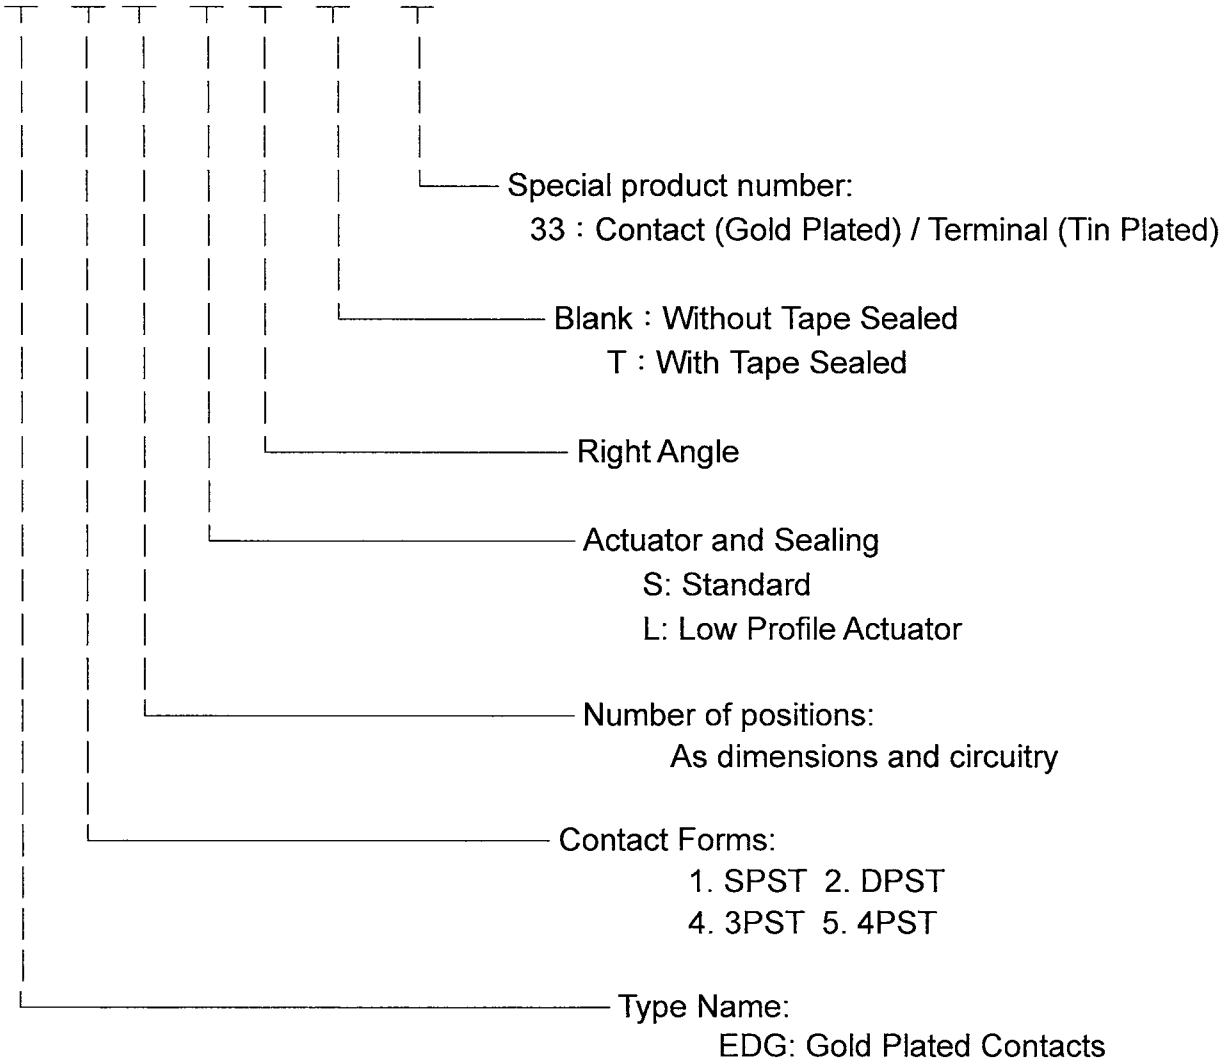 Special product number:
33 : Contact (Gold Plated) / Terminal (Tin Plated)
Blank : Without Tape Sealed
T : With Tape Sealed
Right Angle
Actuator and Sealing
S: Standard
L: Low Profile Actuator
Number of positions:
As dimensions and circuitry
Contact Forms:
1. SPST 2. DPST
4. 3PST 5. 4PST
Type Name:
EDG: Gold Plated Contacts